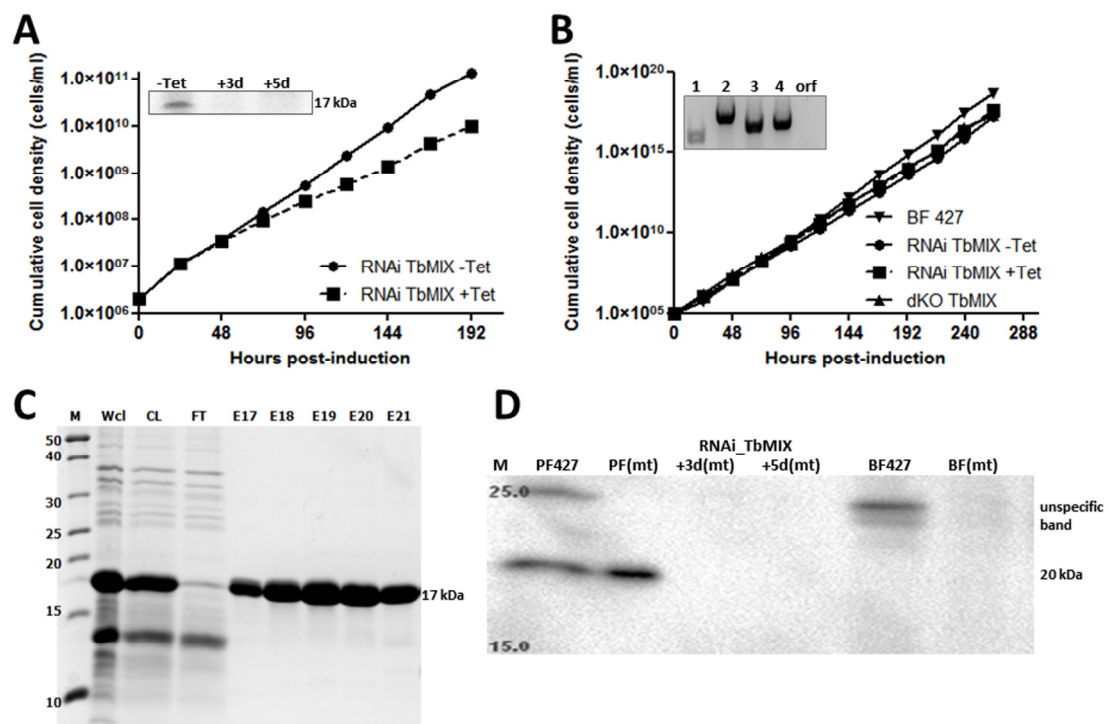 A
Cumulative cell density (cells/ml)
1.0×10¹¹
1.0×10¹⁰
1.0×10⁰⁹
1.0×10⁰⁸
1.0×10⁰⁷
1.0×10⁰⁶
-Tet +3d +5d
17 kDa
RNAi TbMIX -Tet
RNAi TbMIX +Tet
0 48 96 144 192
Hours post-induction
B
Cumulative cell density (cells/ml)
1.0×10²⁰
1.0×10¹⁵
1.0×10¹⁰
1.0×10⁰⁵
1 2 3 4 orf
BF 427
RNAi TbMIX -Tet
RNAi TbMIX +Tet
dKO TbMIX
0 48 96 144 192 240 288
Hours post-induction
C
M Wcl CL FT E17 E18 E19 E20 E21
50
40
30
25
20
15
10
17 kDa
D
RNAi_TbMIX
M PF427 PF(mt) +3d(mt) +5d(mt) BF427 BF(mt)
25.0
15.0
unspecific
band
20 kDa